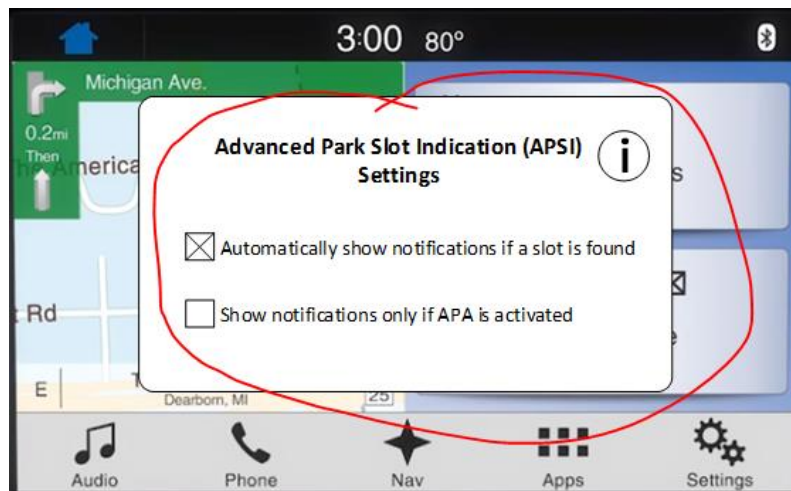 3:00 80°
Michigan Ave.
0.2mi
Then
America
Advanced Park Slot Indication (APSI)
Settings
i
s
Automatically show notifications if a slot is found
Show notifications only if APA is activated
Rd
E
Dearborn, MI
25
Audio Phone Nav Apps Settings